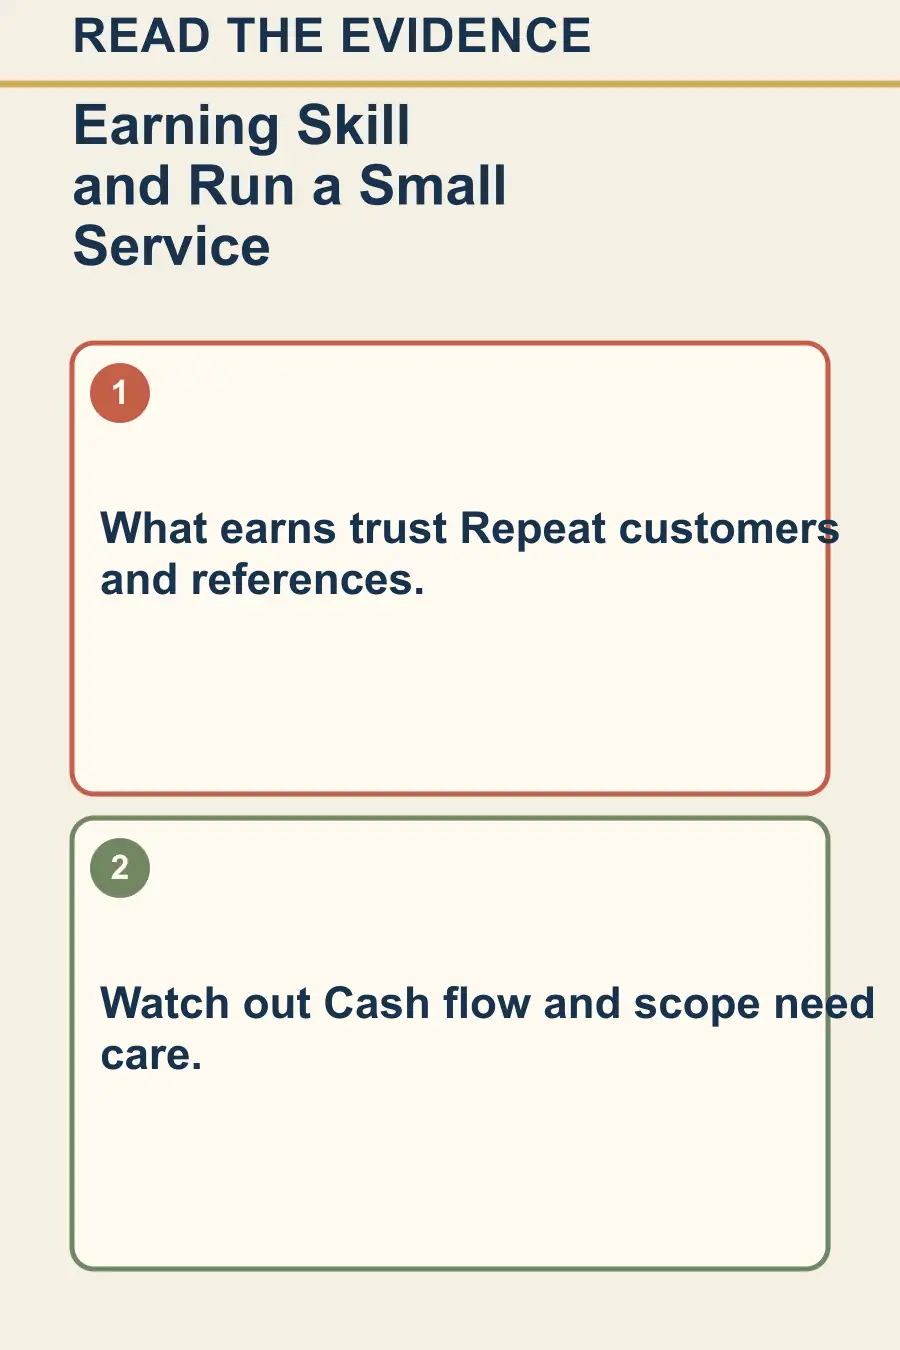 READ THE EVIDENCE
Earning Skill
and Run a Small
Service
1
What earns trust Repeat customers
and references.
2
Watch out Cash flow and scope need
care.